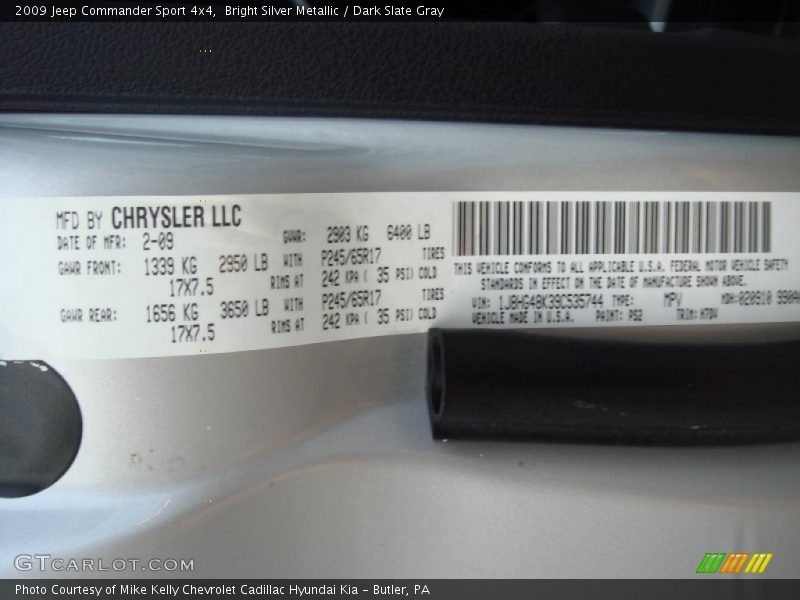 2009 Jeep Commander Sport 4x4,  Bright Silver Metallic / Dark Slate Gray
MFD BY CHRYSLER LLC
DATE OF MFR: 2-09 GVWR: 2903 KG 6400 LB
GAWR FRONT: 1339 KG 2950 LB WITH P245/65R17 TIRES
17X7.5 RIMS AT 242 KPA ( 35 PSI) COLD
GAWR REAR: 1656 KG 3650 LB WITH P245/65R17 TIRES
17X7.5 RIMS AT 242 KPA ( 35 PSI) COLD
THIS VEHICLE CONFORMS TO ALL APPLICABLE U.S.A. FEDERAL MOTOR VEHICLE SAFETY
STANDARDS IN EFFECT ON THE DATE OF MANUFACTURE SHOWN ABOVE.
VIN: 1J8HG48K39C535744 TYPE: MPV MDH: 020910
VEHICLE MADE IN U.S.A. PAINT: PS2 TRIM: H7DV
GTCARLOT.COM
Photo Courtesy of Mike Kelly Chevrolet Cadillac Hyundai Kia – Butler, PA